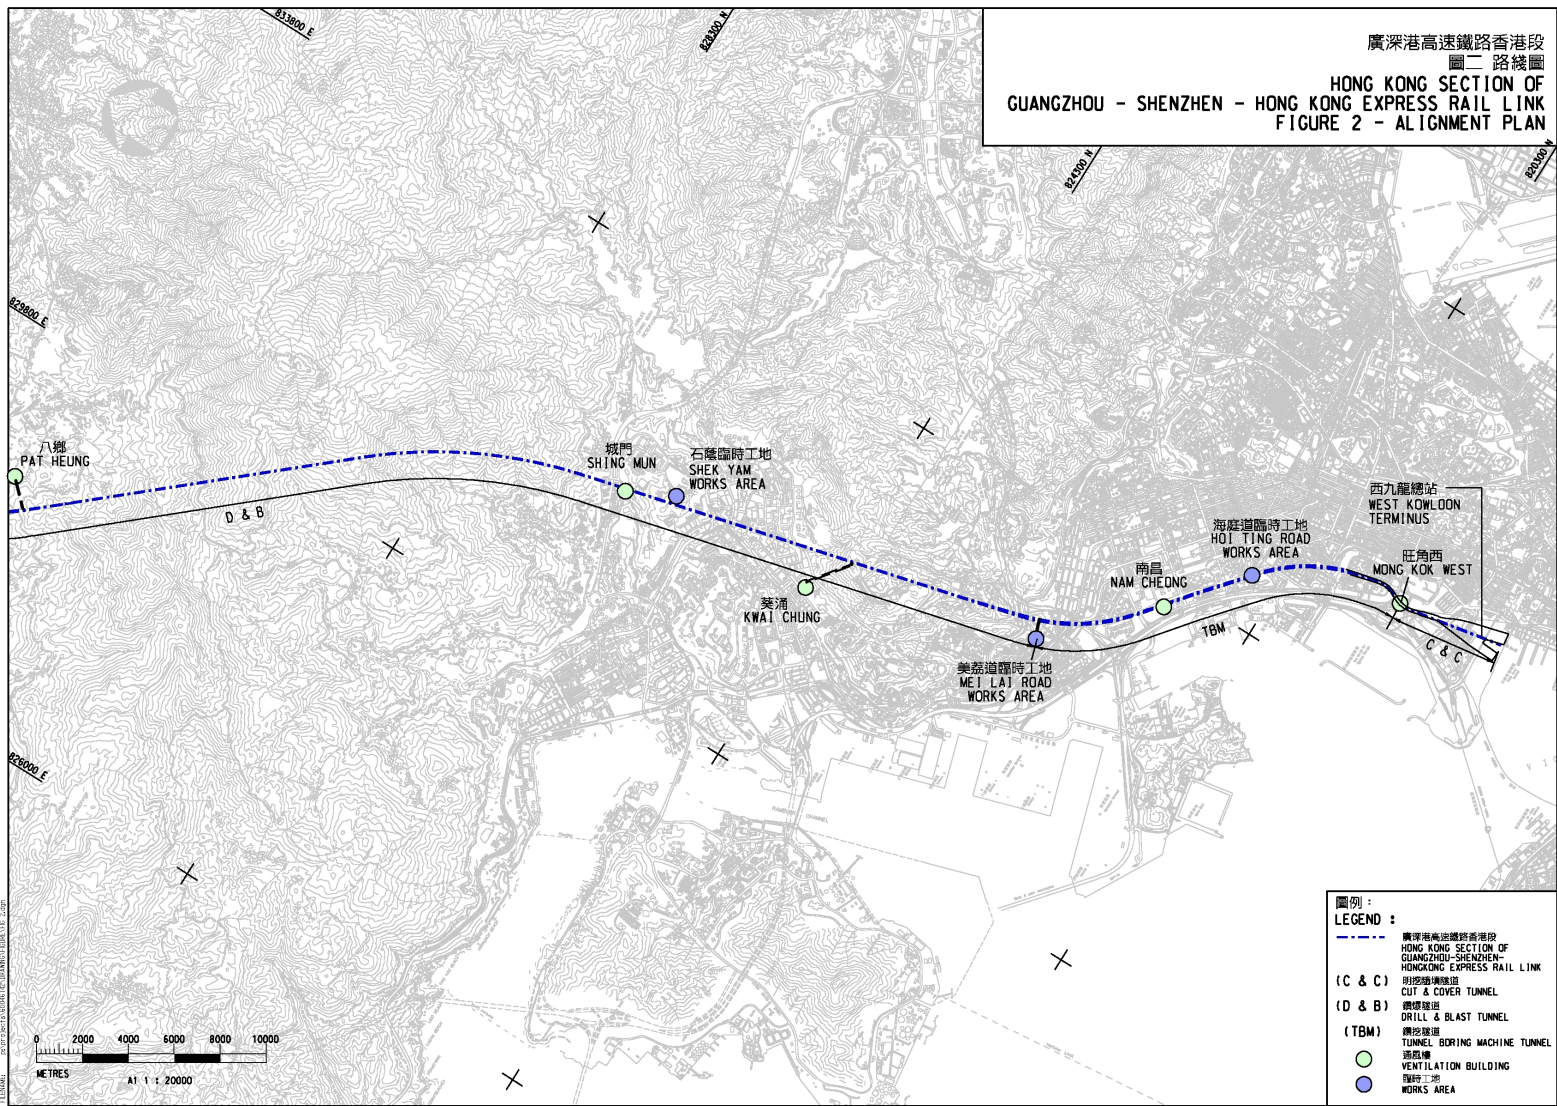 廣深港高速鐵路香港段
圖二 路綫圖
HONG KONG SECTION OF
GUANGZHOU - SHENZHEN - HONG KONG EXPRESS RAIL LINK
FIGURE 2 - ALIGNMENT PLAN
833800 E
828300 N
824300 N
820300 N
829800 E
826000 E
八鄉
PAT HEUNG
D & B
城門
SHING MUN
石蔭臨時工地
SHEK YAM
WORKS AREA
葵涌
KWAI CHUNG
美荔道臨時工地
MEI LAI ROAD
WORKS AREA
南昌
NAM CHEONG
海庭道臨時工地
HOI TING ROAD
WORKS AREA
TBM
西九龍總站
WEST KOWLOON
TERMINUS
旺角西
MONG KOK WEST
C & C
RAMBLER CHANNEL
0 2000 4000 6000 8000 10000
METRES
A1 1 : 20000
圖例：
LEGEND :
廣深港高速鐵路香港段
HONG KONG SECTION OF
GUANGZHOU-SHENZHEN-
HONGKONG EXPRESS RAIL LINK
(C & C) 明挖隨填隧道
CUT & COVER TUNNEL
(D & B) 鑽爆隧道
DRILL & BLAST TUNNEL
(TBM) 鑽挖隧道
TUNNEL BORING MACHINE TUNNEL
通風樓
VENTILATION BUILDING
臨時工地
WORKS AREA